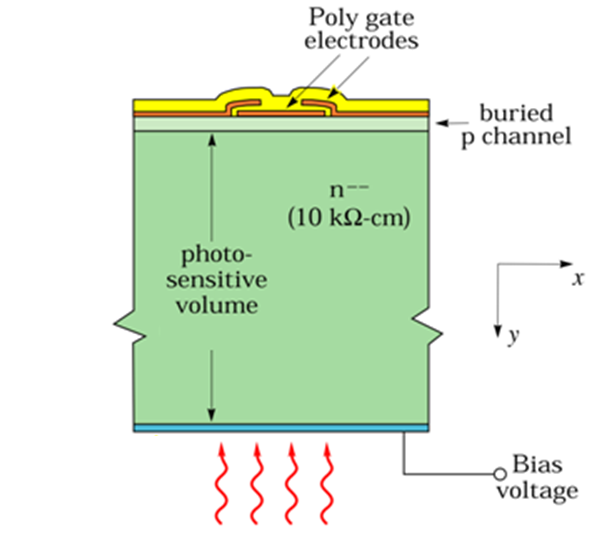 Poly gate
electrodes
buried
p channel
n−−
(10 kΩ-cm)
photo-
sensitive
volume
x
y
Bias
voltage